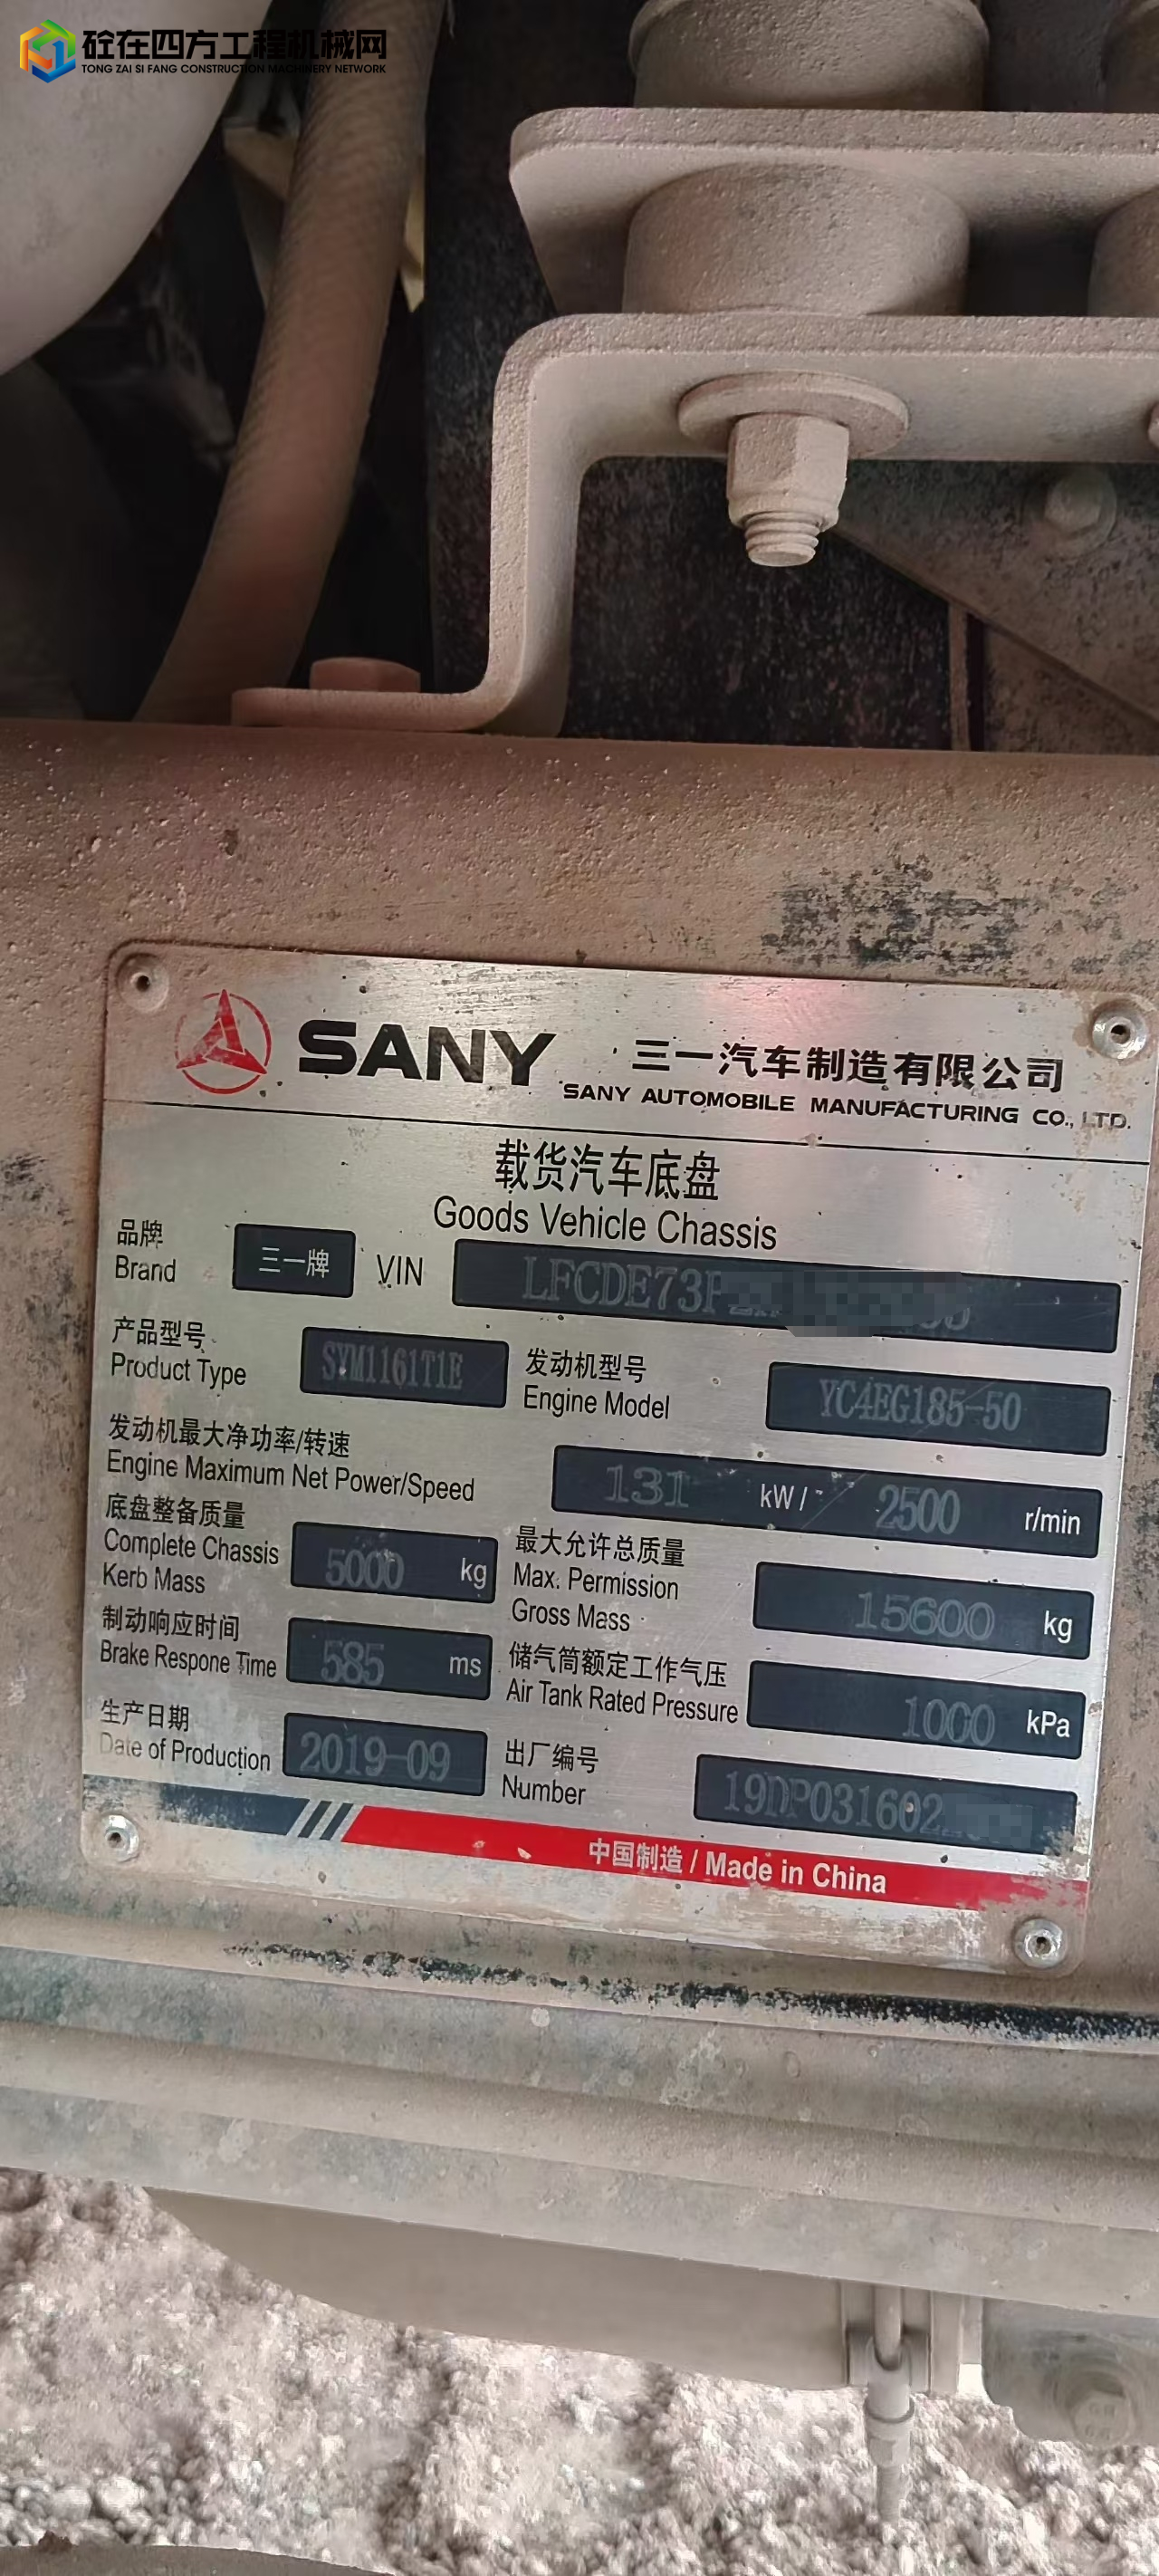 砼在四方工程机械网
TONG ZAI SI FANG CONSTRUCTION MACHINERY NETWORK
SANY 三一汽车制造有限公司
SANY AUTOMOBILE MANUFACTURING CO., LTD.
载货汽车底盘
Goods Vehicle Chassis
品牌
Brand 三一牌 VIN LFCDE73F
产品型号
Product Type SYM1161T1E
发动机型号
Engine Model YC4EG185-50
发动机最大净功率/转速
Engine Maximum Net Power/Speed 131 kW / 2500 r/min
底盘整备质量
Complete Chassis
Kerb Mass 5000 kg
最大允许总质量
Max. Permission
Gross Mass 15600 kg
制动响应时间
Brake Respone Time 585 ms
储气筒额定工作气压
Air Tank Rated Pressure 1000 kPa
生产日期
Date of Production 2019-09
出厂编号
Number 19DP031602
中国制造 / Made in China